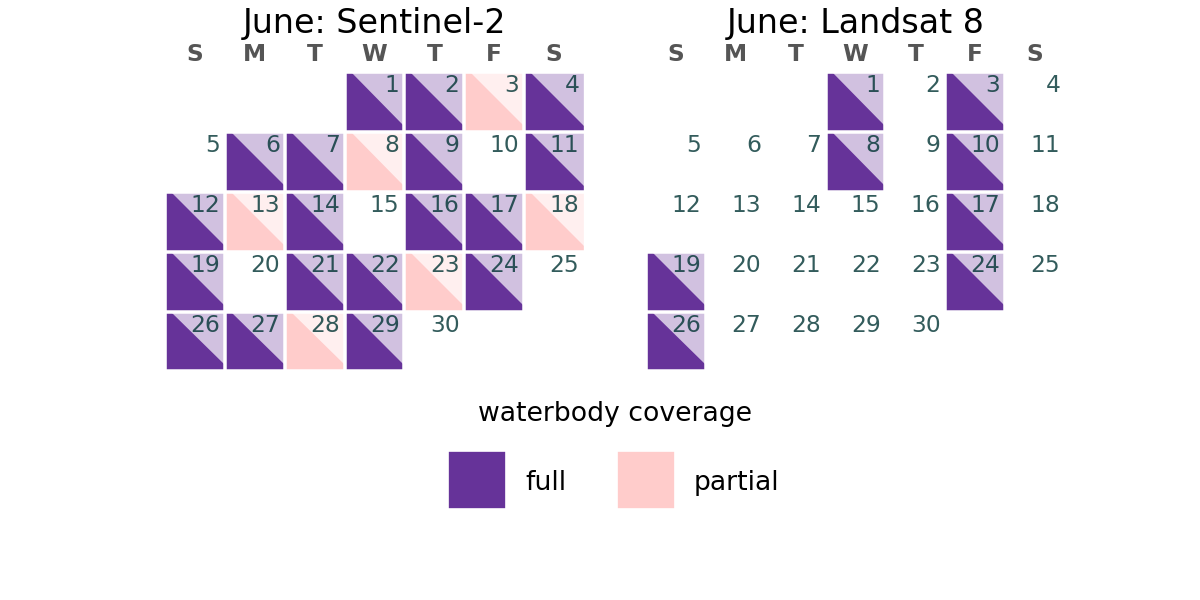 June: Sentinel-2
S M T W T F S
1 2 3 4
5 6 7 8 9 10 11
12 13 14 15 16 17 18
19 20 21 22 23 24 25
26 27 28 29 30
June: Landsat 8
S M T W T F S
1 2 3 4
5 6 7 8 9 10 11
12 13 14 15 16 17 18
19 20 21 22 23 24 25
26 27 28 29 30
waterbody coverage
full partial